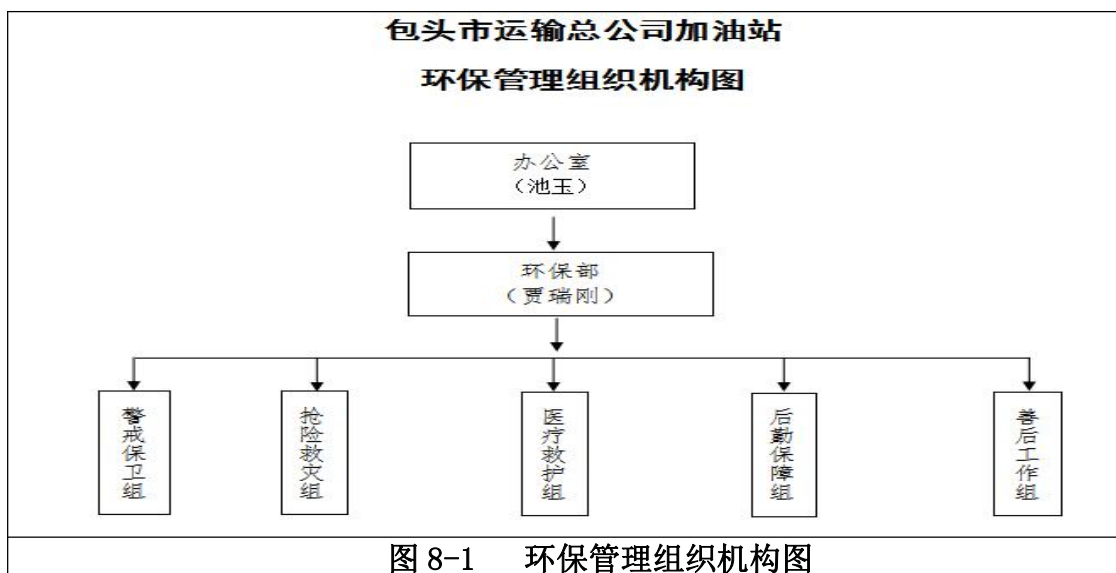 包头市运输总公司加油站
环保管理组织机构图
办公室
（池玉）
环保部
（贾瑞刚）
警戒保卫组
抢险救灾组
医疗救护组
后勤保障组
善后工作组
图 8-1 环保管理组织机构图